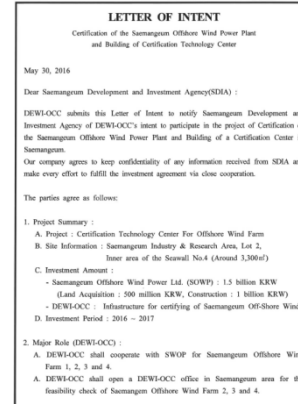 LETTER OF INTENT
Certification of the Saemangeum Offshore Wind Power Plant
and Building of Certification Technology Center
May 30, 2016
Dear Saemangeum Development and Investment Agency(SDIA) :
DEWI-OCC submits this Letter of Intent to notify Saemangeum Development an
Investment Agency of DEWI-OCC's intent to participate in the project of Certification
the Saemangeum Offshore Wind Power Plant and Building of a Certification Center
Saemangeum.
Our company agrees to keep confidentiality of any information received from SDIA an
make every effort to fulfill the investment agreement via close cooperation.
The parties agree as follows:
1. Project Summary :
A. Project : Certification Technology Center For Offshore Wind Farm
B. Site Information : Saemangeum Industry & Research Area, Lot 2,
Inner area of the Seawall No.4 (Around 3,300㎡)
C. Investment Amount :
- Saemangeum Offshore Wind Power Ltd. (SOWP) : 1.5 billion KRW
(Land Acquisition : 500 million KRW, Construction : 1 billion KRW)
- DEWI-OCC : Infrastructure for certifying of Saemangeum Off-Shore Wind
D. Investment Period : 2016 ~ 2017
2. Major Role (DEWI-OCC) :
A. DEWI-OCC shall cooperate with SWOP for Saemangeum Offshore Win
Farm 1, 2, 3 and 4.
A. DEWI-OCC shall open a DEWI-OCC office in Saemangeum area for th
feasibility check of Saemangem Offshore Wind Farm 2, 3 and 4.